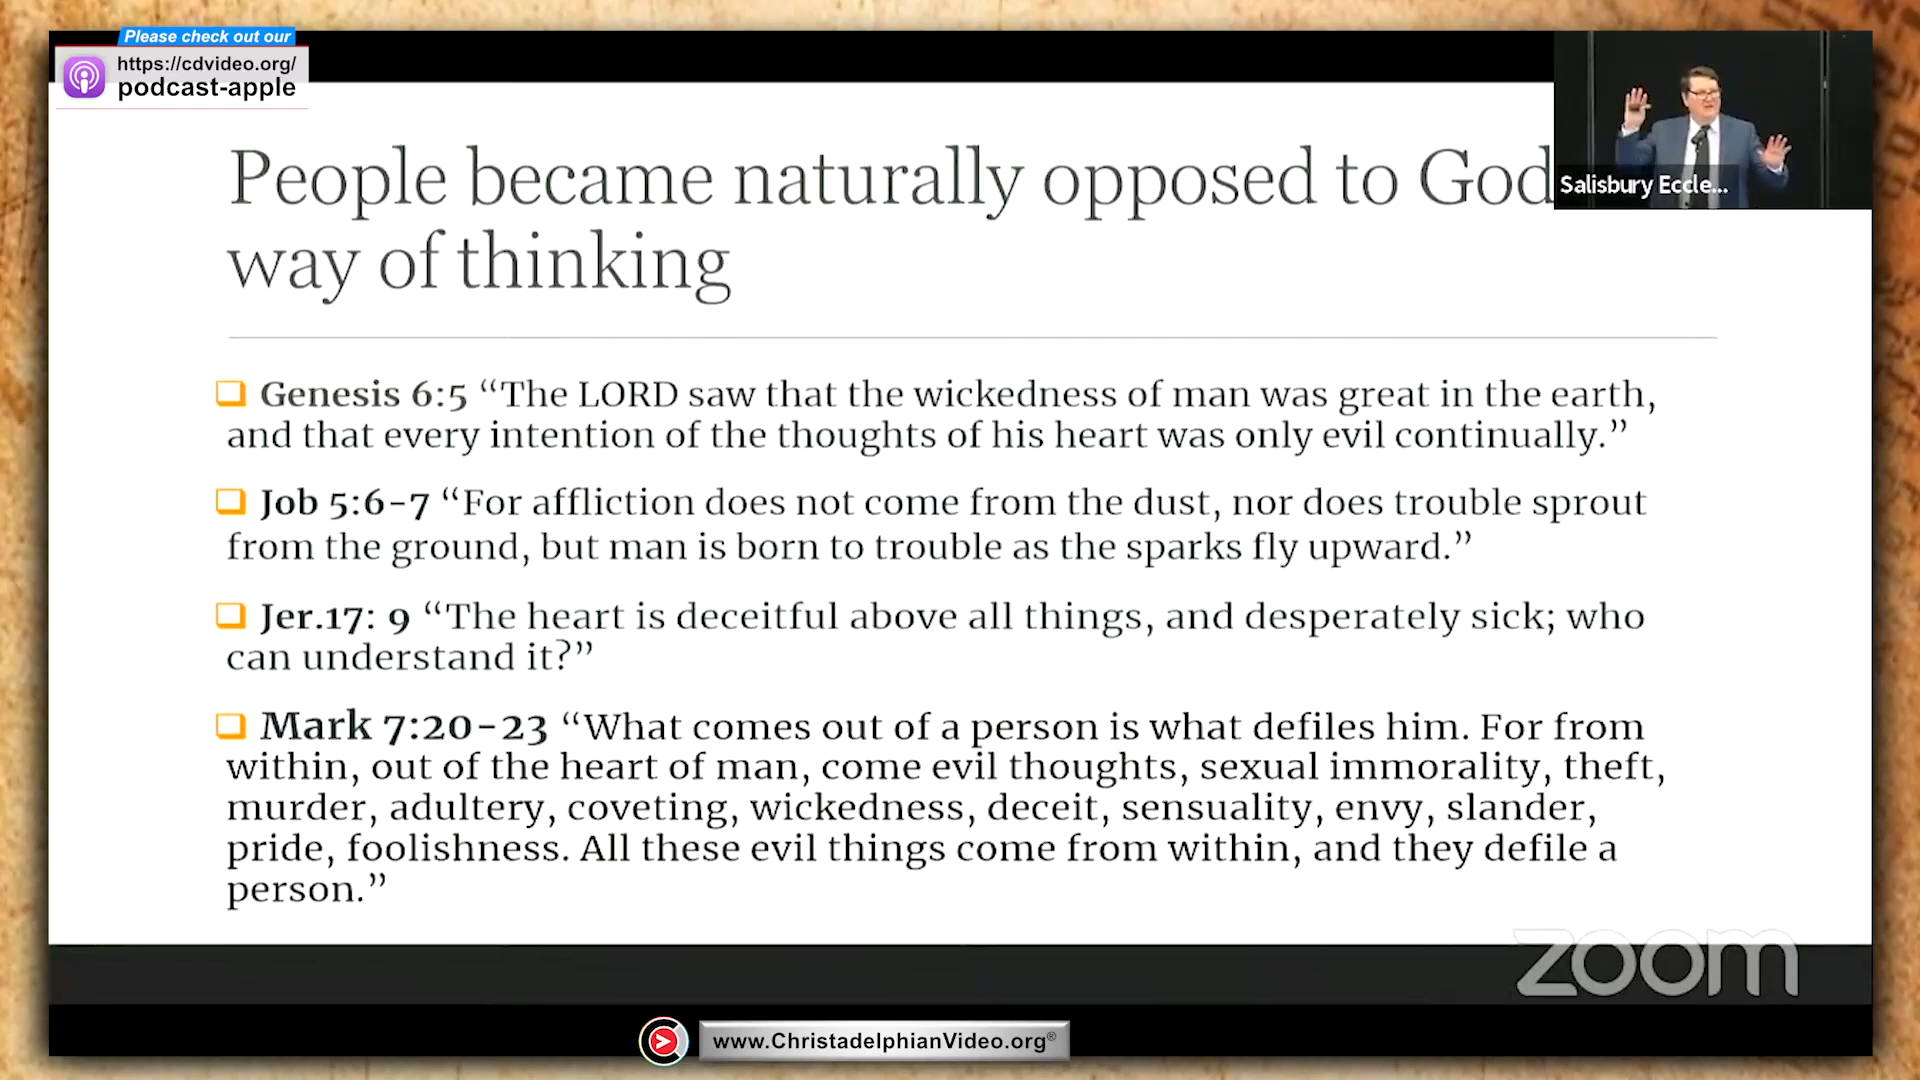 Please check out our
https://cdvideo.org/
podcast-apple
Salisbury Eccle...
People became naturally opposed to God
way of thinking
Genesis 6:5 “The LORD saw that the wickedness of man was great in the earth,
and that every intention of the thoughts of his heart was only evil continually.”
Job 5:6-7 “For affliction does not come from the dust, nor does trouble sprout
from the ground, but man is born to trouble as the sparks fly upward.”
Jer.17: 9 “The heart is deceitful above all things, and desperately sick; who
can understand it?”
Mark 7:20-23 “What comes out of a person is what defiles him. For from
within, out of the heart of man, come evil thoughts, sexual immorality, theft,
murder, adultery, coveting, wickedness, deceit, sensuality, envy, slander,
pride, foolishness. All these evil things come from within, and they defile a
person.”
zoom
www.ChristadelphianVideo.org®